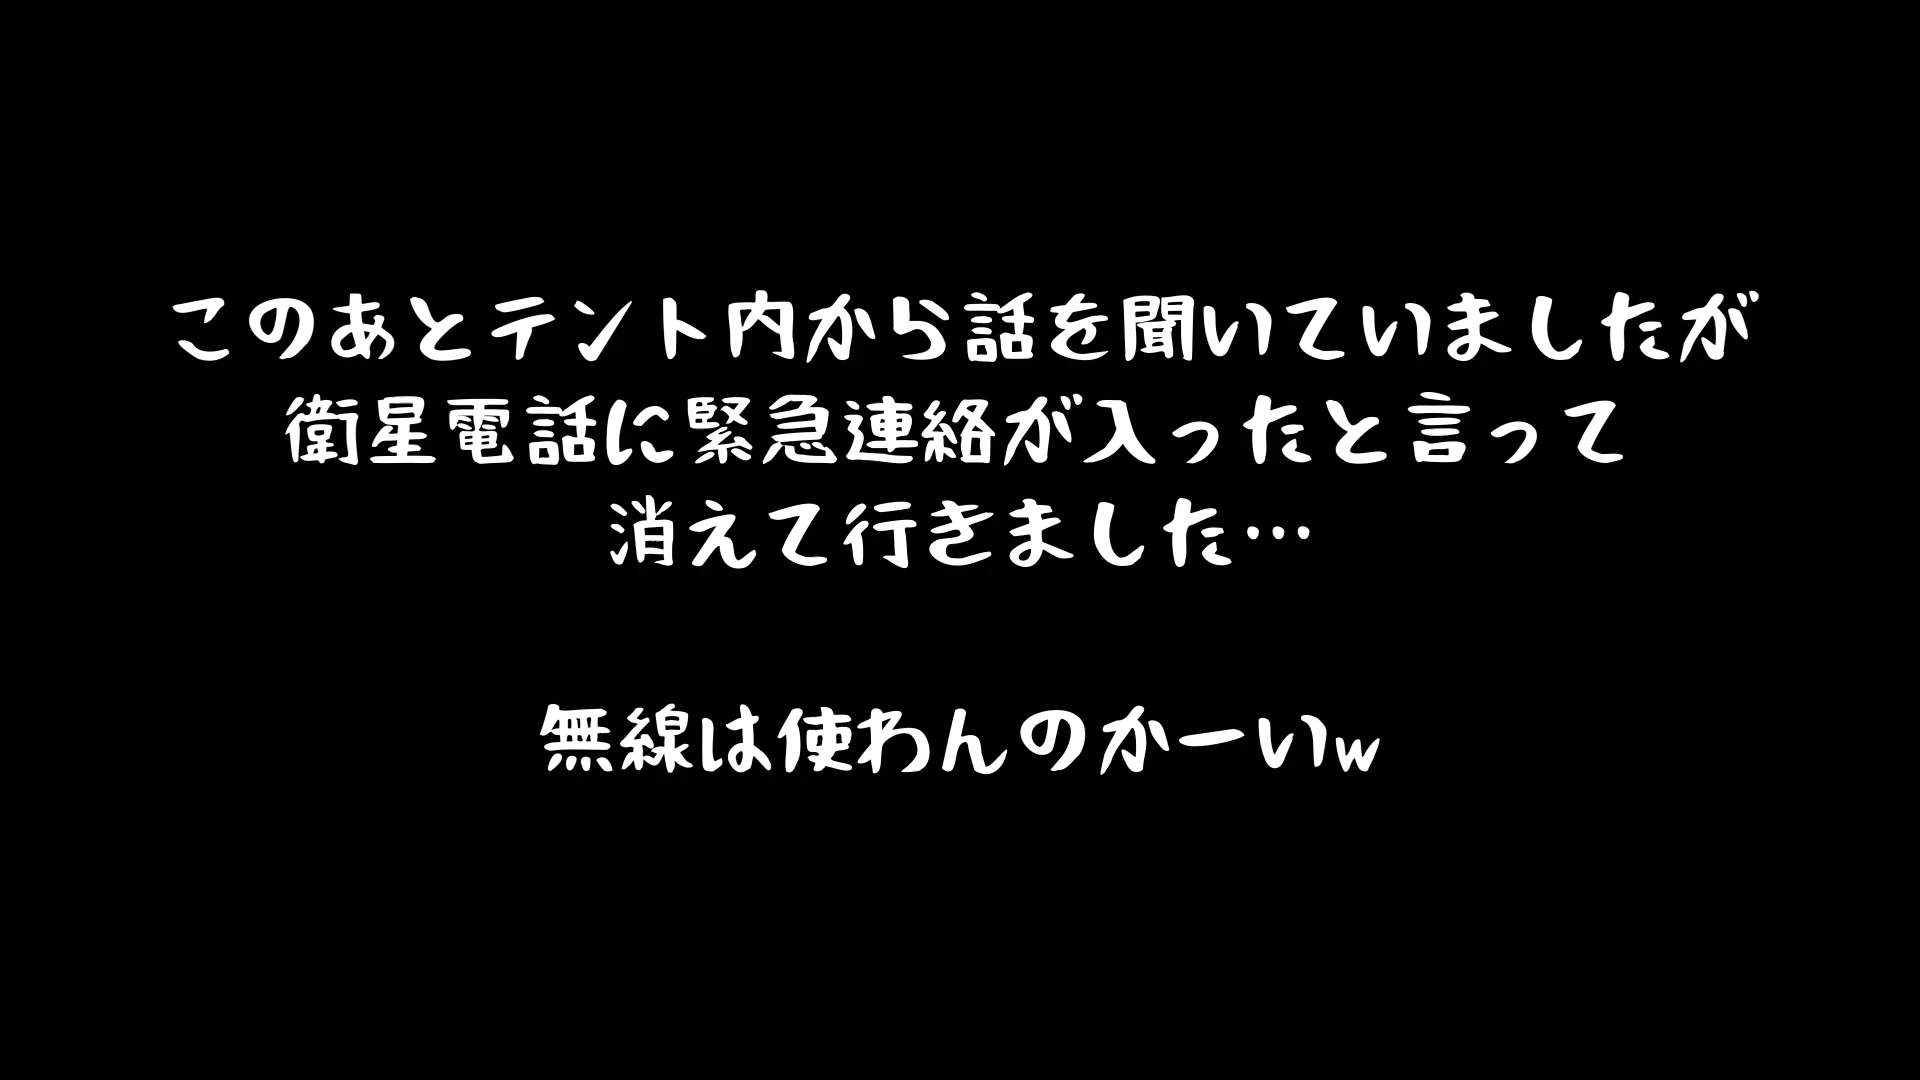 このあとテント内から話を聞いていましたが
衛星電話に緊急連絡が入ったと言って
消えて行きました…
無線は使わんのかーいw